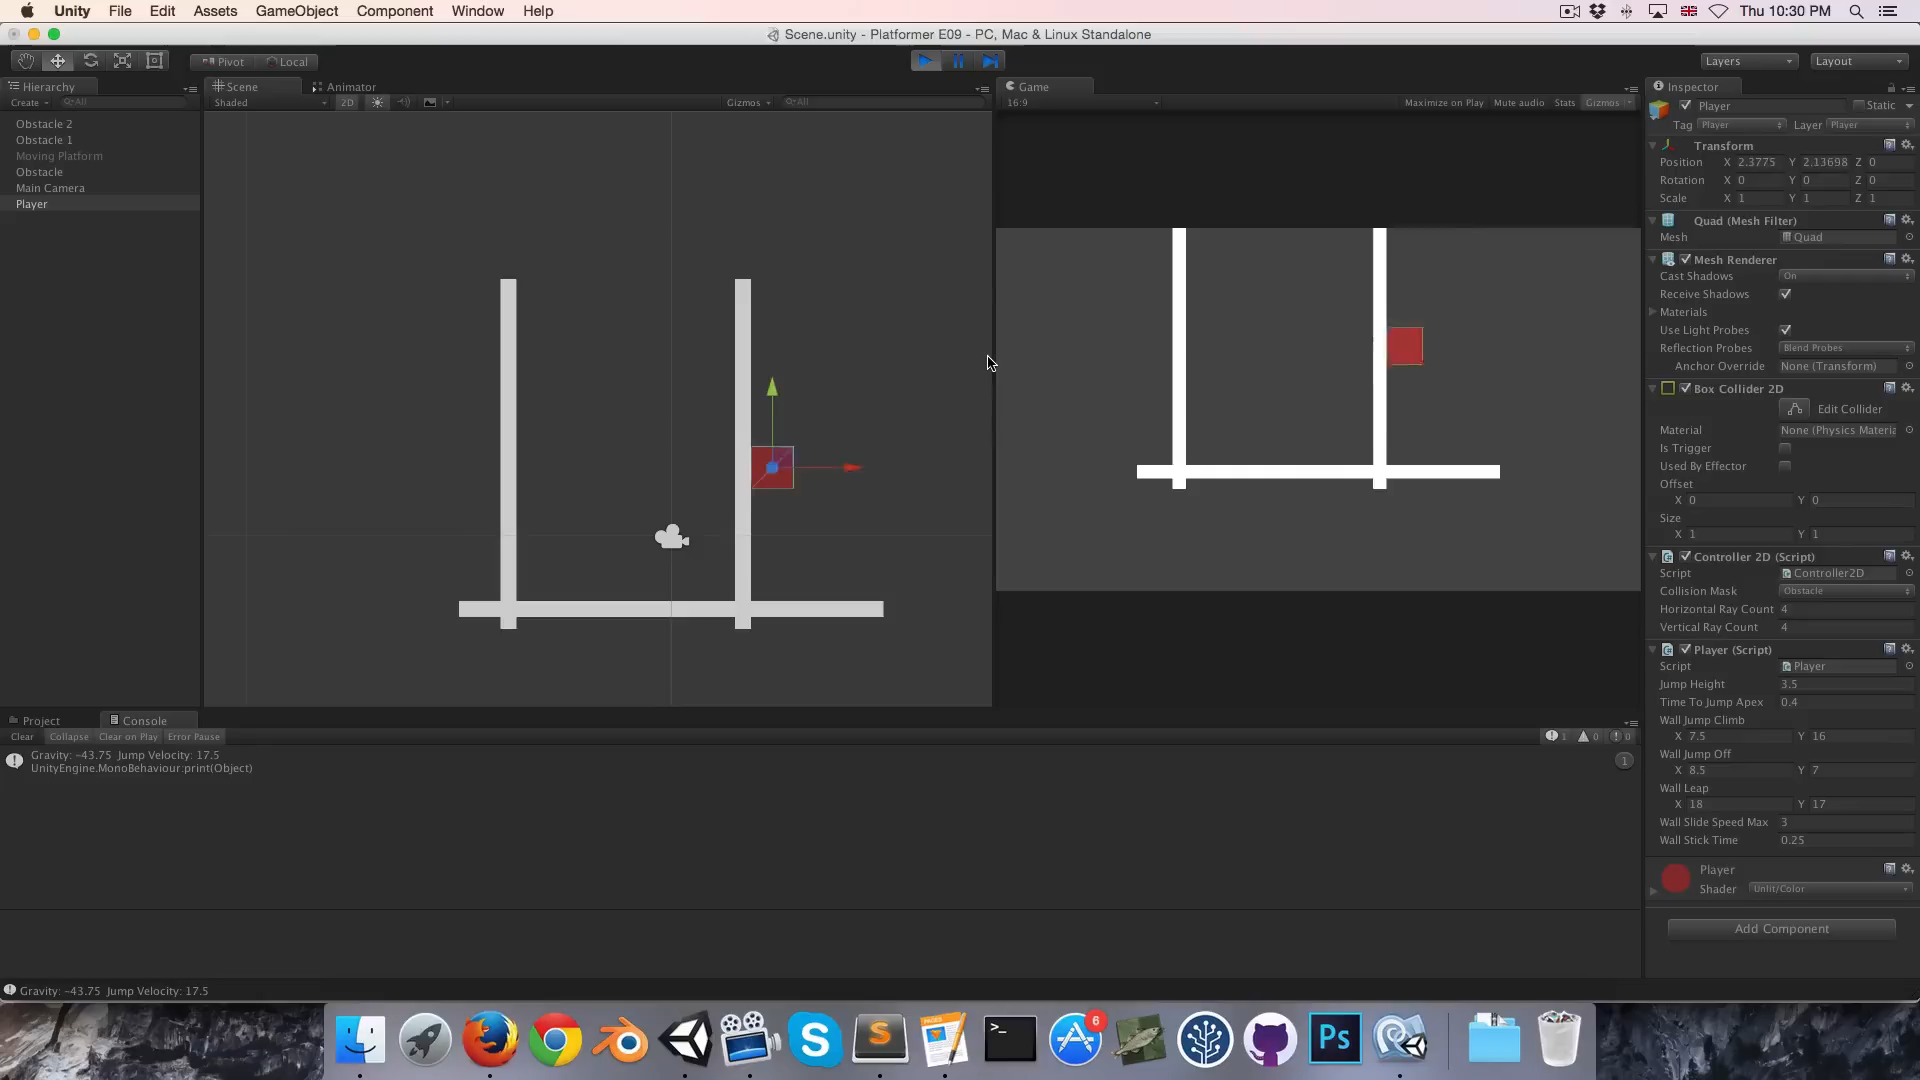 Unity File Edit Assets GameObject Component Window Help Thu 10:30 PM
Scene.unity - Platformer E09 - PC, Mac & Linux Standalone
Pivot Local Layers Layout
Hierarchy Scene Animator Game Inspector
Create All Shaded 2D Gizmos All 16:9 Maximize on Play Mute audio Stats Gizmos
Player Static
Tag Player Layer Player
Obstacle 2
Obstacle 1
Moving Platform
Obstacle
Main Camera
Player
Transform
Position X 2.3775 Y 2.13698 Z 0
Rotation X 0 Y 0 Z 0
Scale X 1 Y 1 Z 1
Quad (Mesh Filter)
Mesh Quad
Mesh Renderer
Cast Shadows On
Receive Shadows
Materials
Use Light Probes
Reflection Probes Blend Probes
Anchor Override None (Transform)
Box Collider 2D
Edit Collider
Material None (Physics Materia
Is Trigger
Used By Effector
Offset
X 0 Y 0
Size
X 1 Y 1
Controller 2D (Script)
Script Controller2D
Collision Mask Obstacle
Horizontal Ray Count 4
Vertical Ray Count 4
Player (Script)
Script Player
Jump Height 3.5
Time To Jump Apex 0.4
Wall Jump Climb
X 7.5 Y 16
Wall Jump Off
X 8.5 Y 7
Wall Leap
X 18 Y 17
Wall Slide Speed Max 3
Wall Stick Time 0.25
Player
Shader Unlit/Color
Add Component
Project Console
Clear Collapse Clear on Play Error Pause 1 0 0
Gravity: -43.75 Jump Velocity: 17.5
UnityEngine.MonoBehaviour:print(Object)
1
Gravity: -43.75 Jump Velocity: 17.5
PAGES
6
S
>_
Ps